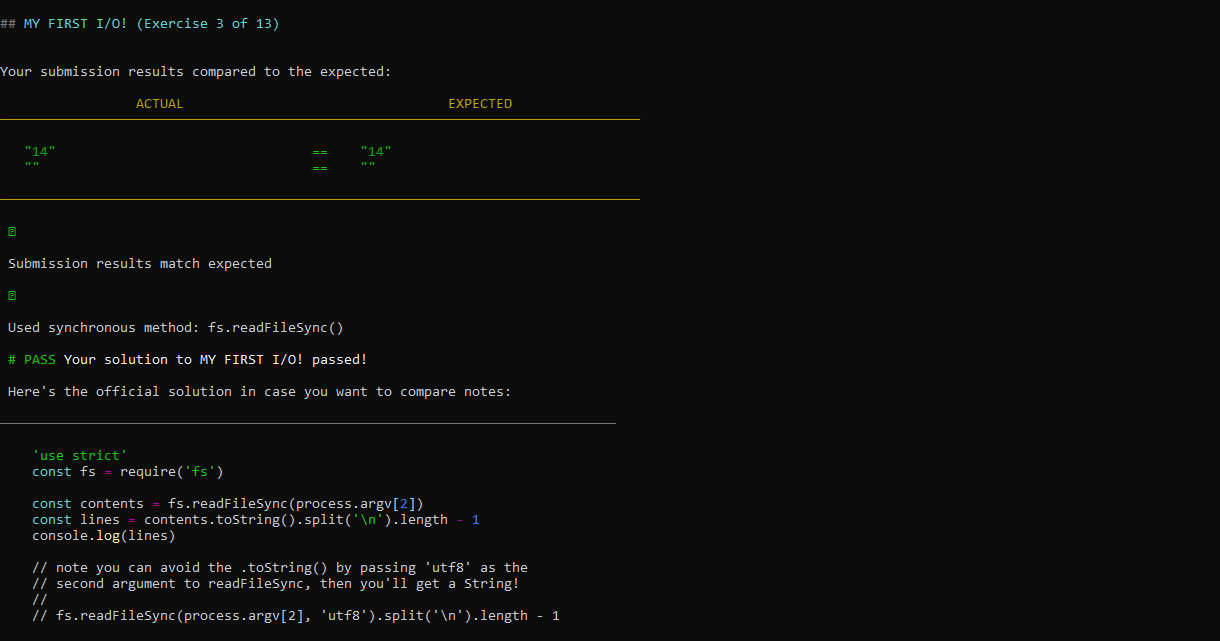 ## MY FIRST I/O! (Exercise 3 of 13)
Your submission results compared to the expected:
ACTUAL EXPECTED
"14" == "14"
"" == ""
Submission results match expected
Used synchronous method: fs.readFileSync()
# PASS Your solution to MY FIRST I/O! passed!
Here's the official solution in case you want to compare notes:
'use strict'
const fs = require('fs')
const contents = fs.readFileSync(process.argv[2])
const lines = contents.toString().split('\n').length - 1
console.log(lines)
// note you can avoid the .toString() by passing 'utf8' as the
// second argument to readFileSync, then you'll get a String!
//
// fs.readFileSync(process.argv[2], 'utf8').split('\n').length - 1